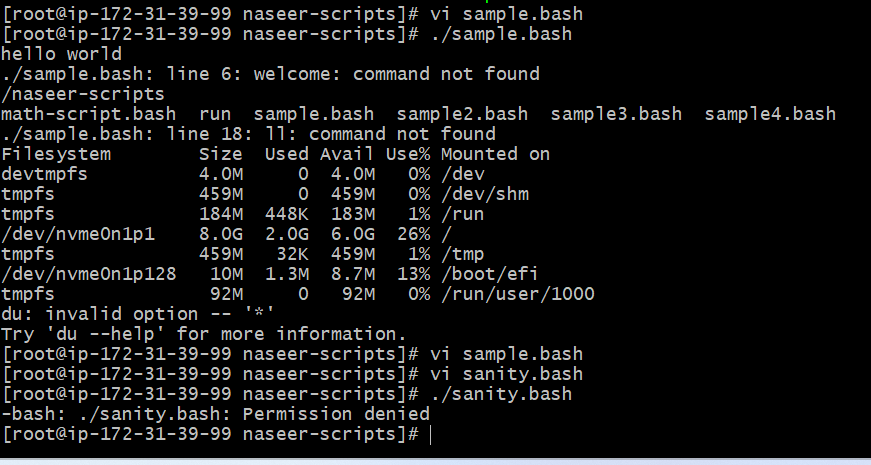 [root@ip-172-31-39-99 naseer-scripts]# vi sample.bash
[root@ip-172-31-39-99 naseer-scripts]# ./sample.bash
hello world
./sample.bash: line 6: welcome: command not found
/naseer-scripts
math-script.bash  run  sample.bash  sample2.bash  sample3.bash  sample4.bash
./sample.bash: line 18: ll: command not found
Filesystem        Size  Used Avail Use% Mounted on
devtmpfs          4.0M     0  4.0M   0% /dev
tmpfs             459M     0  459M   0% /dev/shm
tmpfs             184M  448K  183M   1% /run
/dev/nvme0n1p1    8.0G  2.0G  6.0G  26% /
tmpfs             459M   32K  459M   1% /tmp
/dev/nvme0n1p128   10M  1.3M  8.7M  13% /boot/efi
tmpfs              92M     0   92M   0% /run/user/1000
du: invalid option -- '*'
Try 'du --help' for more information.
[root@ip-172-31-39-99 naseer-scripts]# vi sample.bash
[root@ip-172-31-39-99 naseer-scripts]# vi sanity.bash
[root@ip-172-31-39-99 naseer-scripts]# ./sanity.bash
-bash: ./sanity.bash: Permission denied
[root@ip-172-31-39-99 naseer-scripts]#